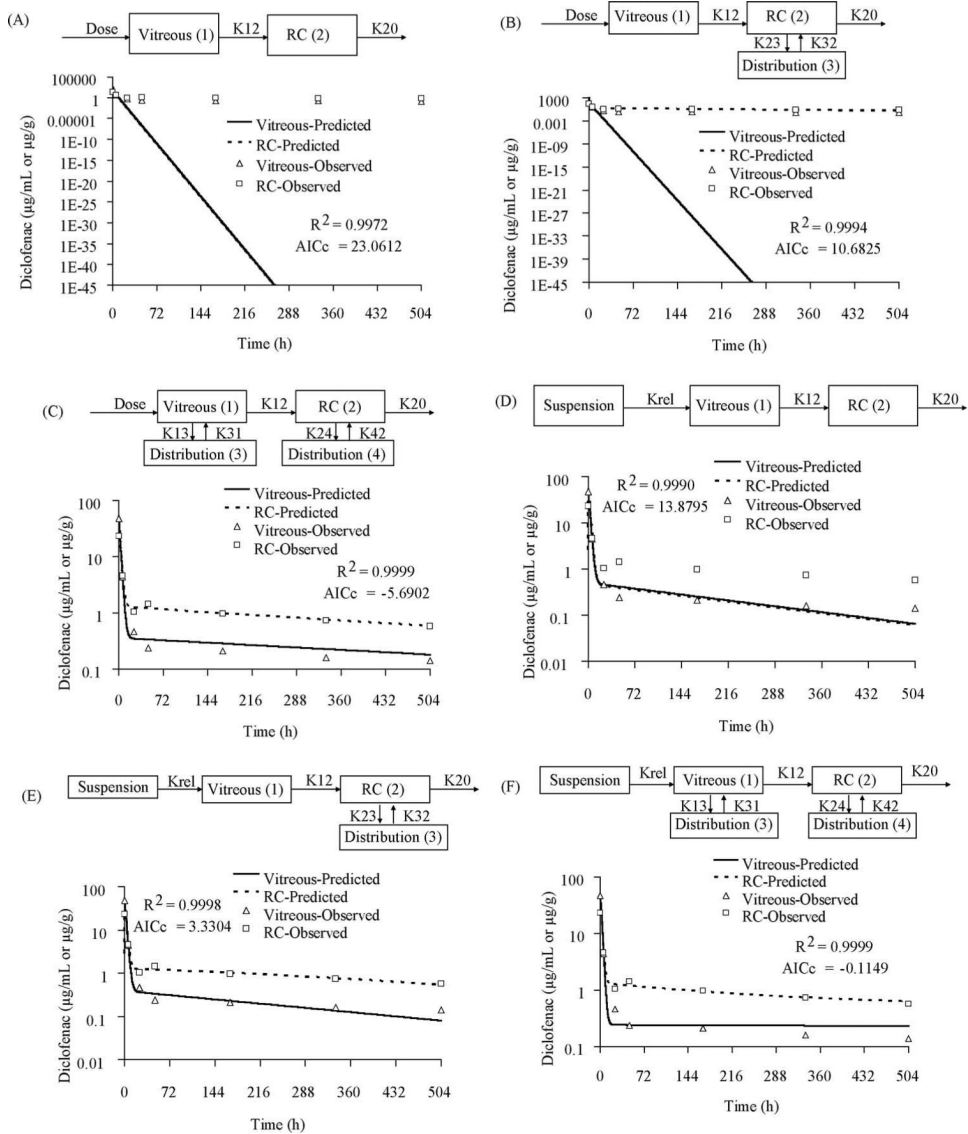 (A)
Dose
Vitreous (1)
K12
RC (2)
K20
100000
1
0.00001
1E-10
1E-15
1E-20
1E-25
1E-30
1E-35
1E-40
1E-45
Diclofenac (µg/mL or µg/g)
Vitreous-Predicted
RC-Predicted
Vitreous-Observed
RC-Observed
R2 = 0.9972
AICc = 23.0612
0 72 144 216 288 360 432 504
Time (h)
(B)
Dose
Vitreous (1)
K12
RC (2)
K20
K23
K32
Distribution (3)
1000
0.001
1E-09
1E-15
1E-21
1E-27
1E-33
1E-39
1E-45
Diclofenac (µg/mL or µg/g)
Vitreous-Predicted
RC-Predicted
Vitreous-Observed
RC-Observed
R2 = 0.9994
AICc = 10.6825
0 72 144 216 288 360 432 504
Time (h)
(C)
Dose
Vitreous (1)
K12
RC (2)
K20
K13
K31
K24
K42
Distribution (3)
Distribution (4)
100
10
1
0.1
Diclofenac (µg/mL or µg/g)
Vitreous-Predicted
RC-Predicted
Vitreous-Observed
RC-Observed
R2 = 0.9999
AICc = -5.6902
0 72 144 216 288 360 432 504
Time (h)
(D)
Suspension
Krel
Vitreous (1)
K12
RC (2)
K20
100
10
1
0.1
0.01
Diclofenac (µg/mL or µg/g)
Vitreous-Predicted
RC-Predicted
Vitreous-Observed
RC-Observed
R2 = 0.9990
AICc = 13.8795
0 72 144 216 288 360 432 504
Time (h)
(E)
Suspension
Krel
Vitreous (1)
K12
RC (2)
K20
K23
K32
Distribution (3)
100
10
1
0.1
0.01
Diclofenac (µg/mL or µg/g)
Vitreous-Predicted
RC-Predicted
Vitreous-Observed
RC-Observed
R2 = 0.9998
AICc = 3.3304
0 72 144 216 288 360 432 504
Time (h)
(F)
Suspension
Krel
Vitreous (1)
K12
RC (2)
K20
K13
K31
K24
K42
Distribution (3)
Distribution (4)
100
10
1
0.1
Diclofenac (µg/mL or µg/g)
Vitreous-Predicted
RC-Predicted
Vitreous-Observed
RC-Observed
R2 = 0.9999
AICc = -0.1149
0 72 144 216 288 360 432 504
Time (h)